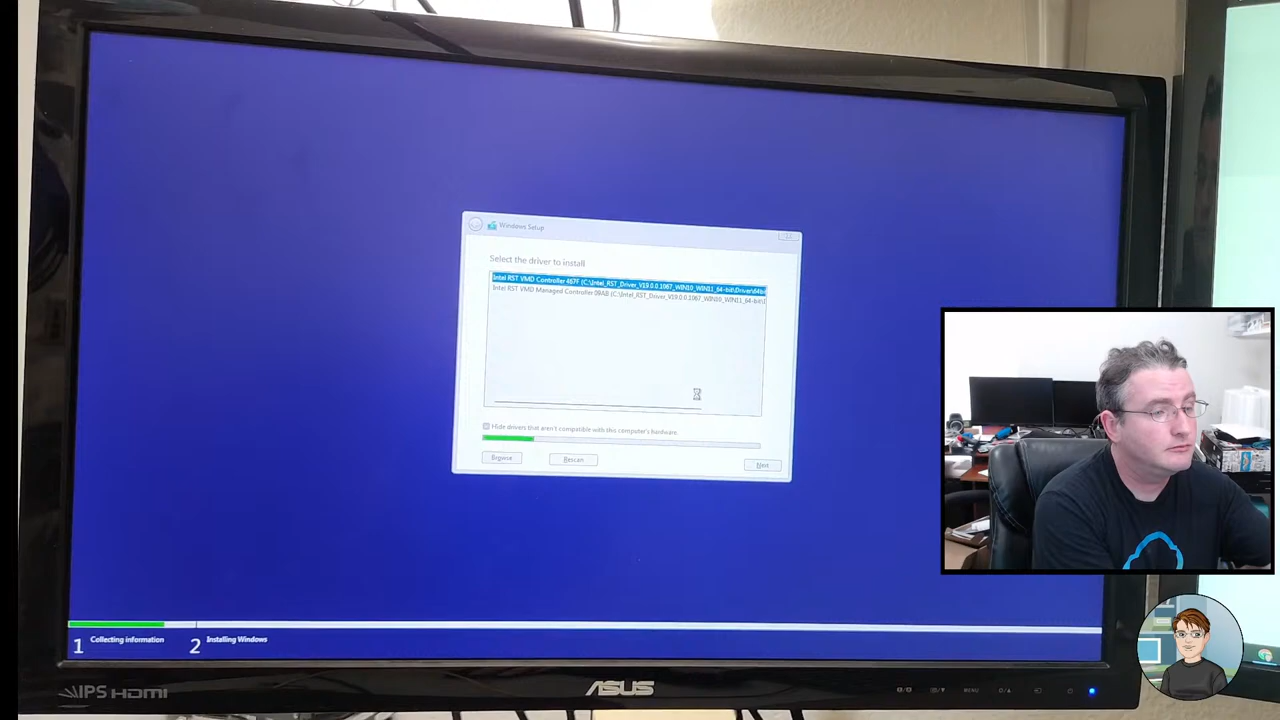 Windows Setup
Select the driver to install
Intel RST VMD Controller 467F (C:\Intel_RST_Driver_V19.0.0.1067_WIN10_WIN11_64-bit\Driver\64bi
Intel RST VMD Managed Controller 09AB (C:\Intel_RST_Driver_V19.0.0.1067_WIN10_WIN11_64-bit\D
Hide drivers that aren't compatible with this computer's hardware.
Browse
Rescan
Next
1 Collecting information
2 Installing Windows
IPS HDMI
ASUS
MENU